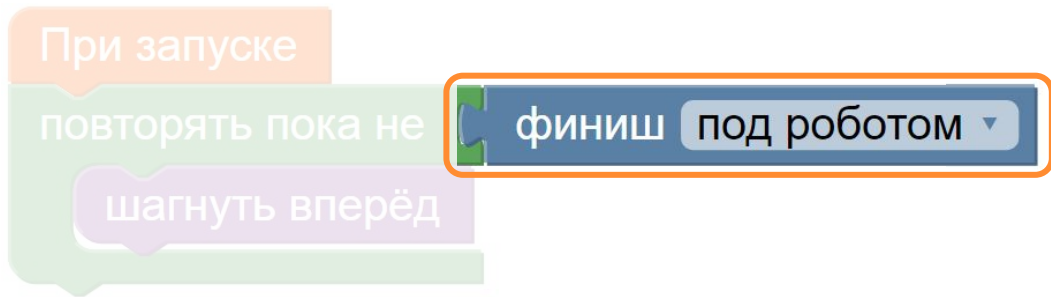 При запуске
повторять пока не финиш под роботом
шагнуть вперёд